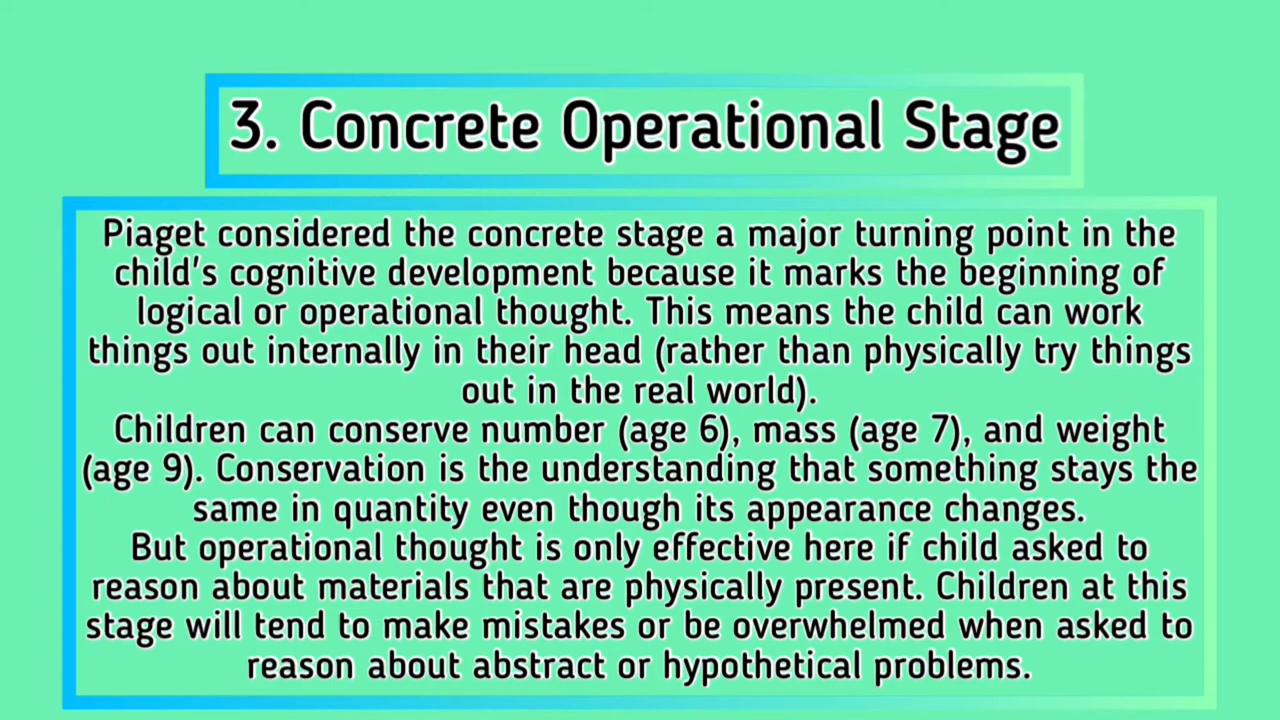 3. Concrete Operational Stage
Piaget considered the concrete stage a major turning point in the
child's cognitive development because it marks the beginning of
logical or operational thought. This means the child can work
things out internally in their head (rather than physically try things
out in the real world).
Children can conserve number (age 6), mass (age 7), and weight
(age 9). Conservation is the understanding that something stays the
same in quantity even though its appearance changes.
But operational thought is only effective here if child asked to
reason about materials that are physically present. Children at this
stage will tend to make mistakes or be overwhelmed when asked to
reason about abstract or hypothetical problems.